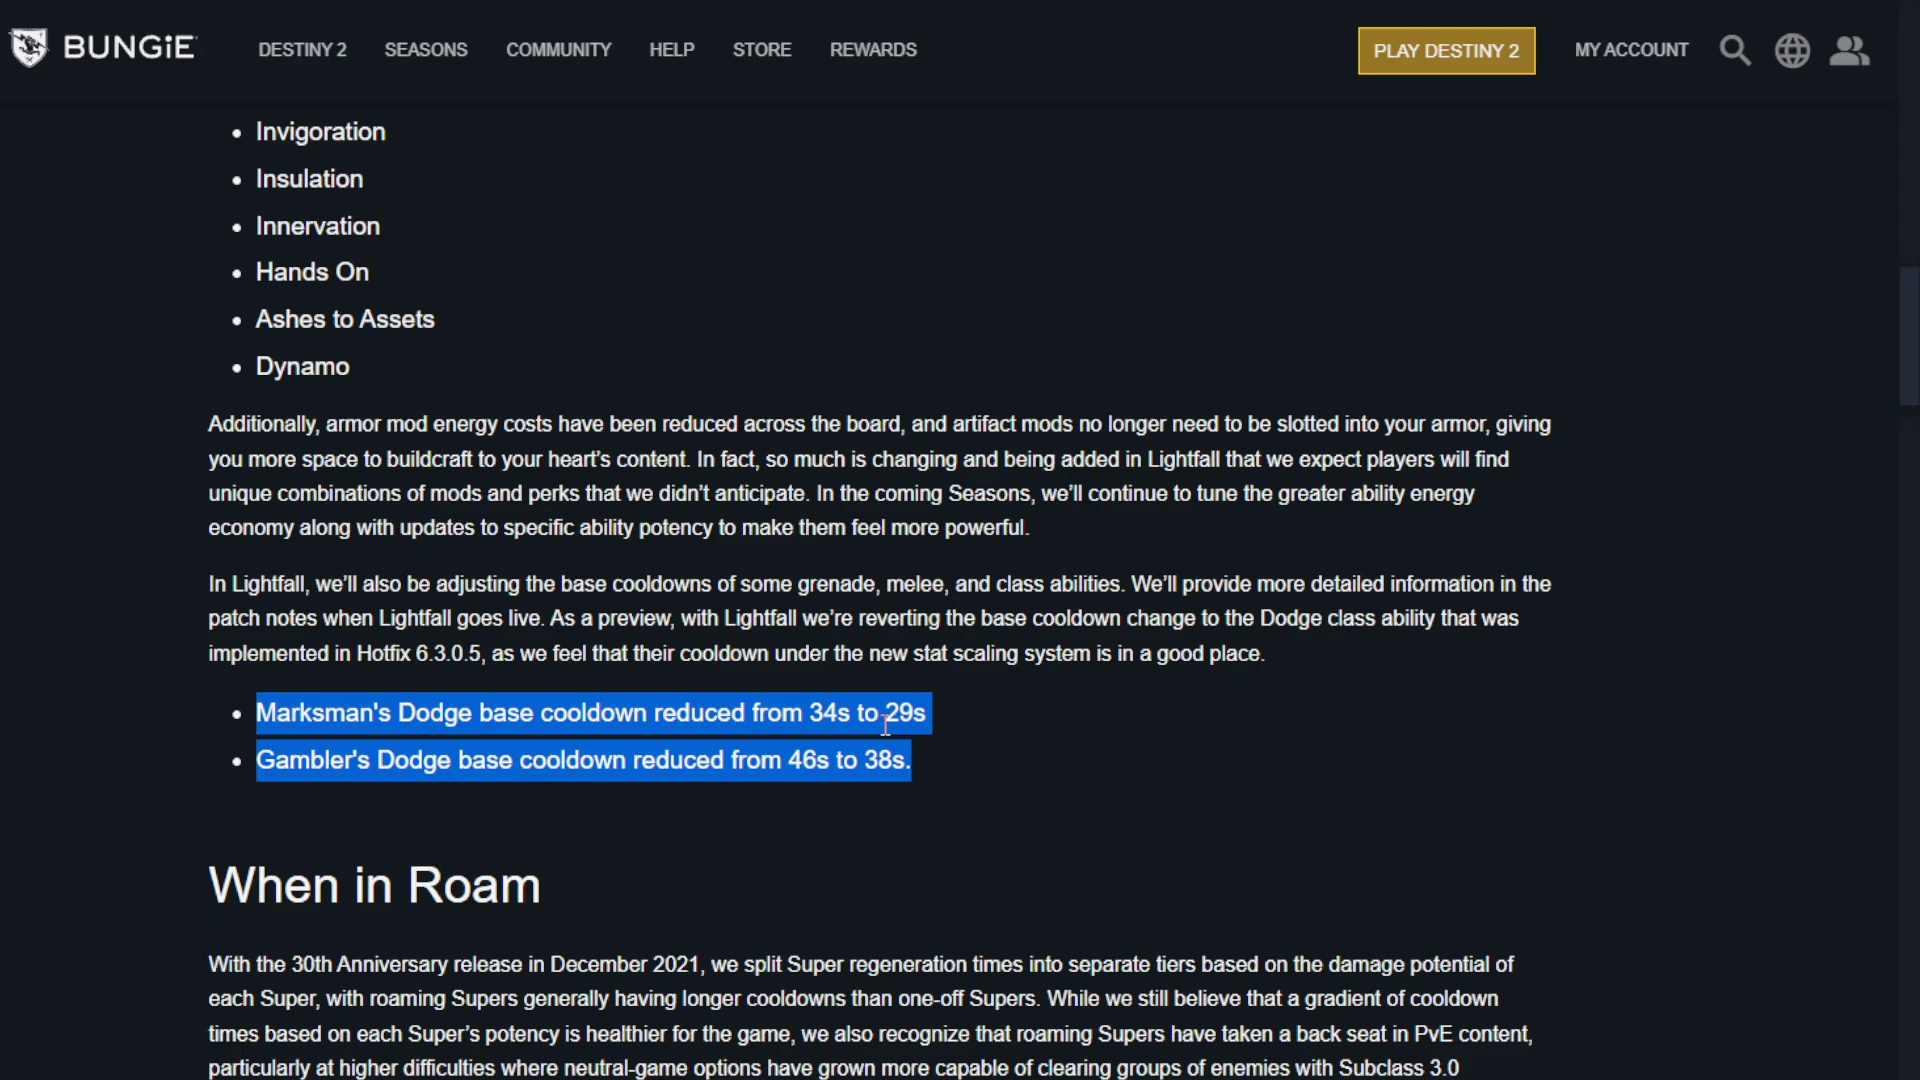 BUNGiE
DESTINY 2 SEASONS COMMUNITY HELP STORE REWARDS PLAY DESTINY 2 MY ACCOUNT
Invigoration
Insulation
Innervation
Hands On
Ashes to Assets
Dynamo
Additionally, armor mod energy costs have been reduced across the board, and artifact mods no longer need to be slotted into your armor, giving
you more space to buildcraft to your heart's content. In fact, so much is changing and being added in Lightfall that we expect players will find
unique combinations of mods and perks that we didn't anticipate. In the coming Seasons, we'll continue to tune the greater ability energy
economy along with updates to specific ability potency to make them feel more powerful.
In Lightfall, we'll also be adjusting the base cooldowns of some grenade, melee, and class abilities. We'll provide more detailed information in the
patch notes when Lightfall goes live. As a preview, with Lightfall we're reverting the base cooldown change to the Dodge class ability that was
implemented in Hotfix 6.3.0.5, as we feel that their cooldown under the new stat scaling system is in a good place.
Marksman's Dodge base cooldown reduced from 34s to 29s
Gambler's Dodge base cooldown reduced from 46s to 38s.
When in Roam
With the 30th Anniversary release in December 2021, we split Super regeneration times into separate tiers based on the damage potential of
each Super, with roaming Supers generally having longer cooldowns than one-off Supers. While we still believe that a gradient of cooldown
times based on each Super's potency is healthier for the game, we also recognize that roaming Supers have taken a back seat in PvE content,
particularly at higher difficulties where neutral-game options have grown more capable of clearing groups of enemies with Subclass 3.0